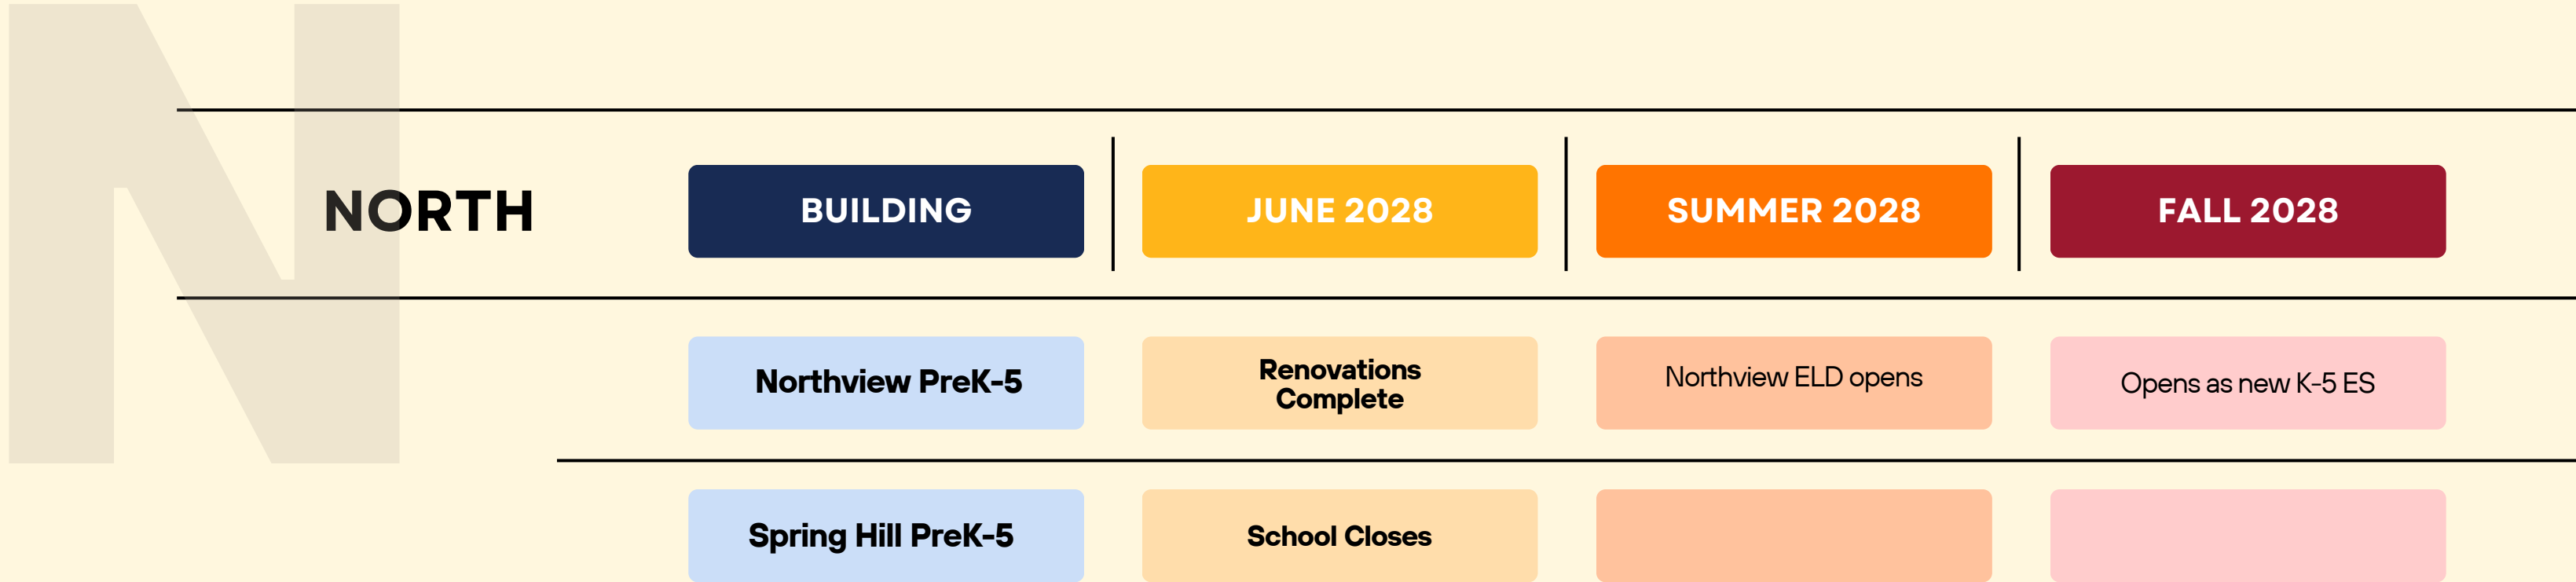 N
NORTH
BUILDING
JUNE 2028
SUMMER 2028
FALL 2028
Northview PreK-5
Renovations
Complete
Northview ELD opens
Opens as new K-5 ES
Spring Hill PreK-5
School Closes